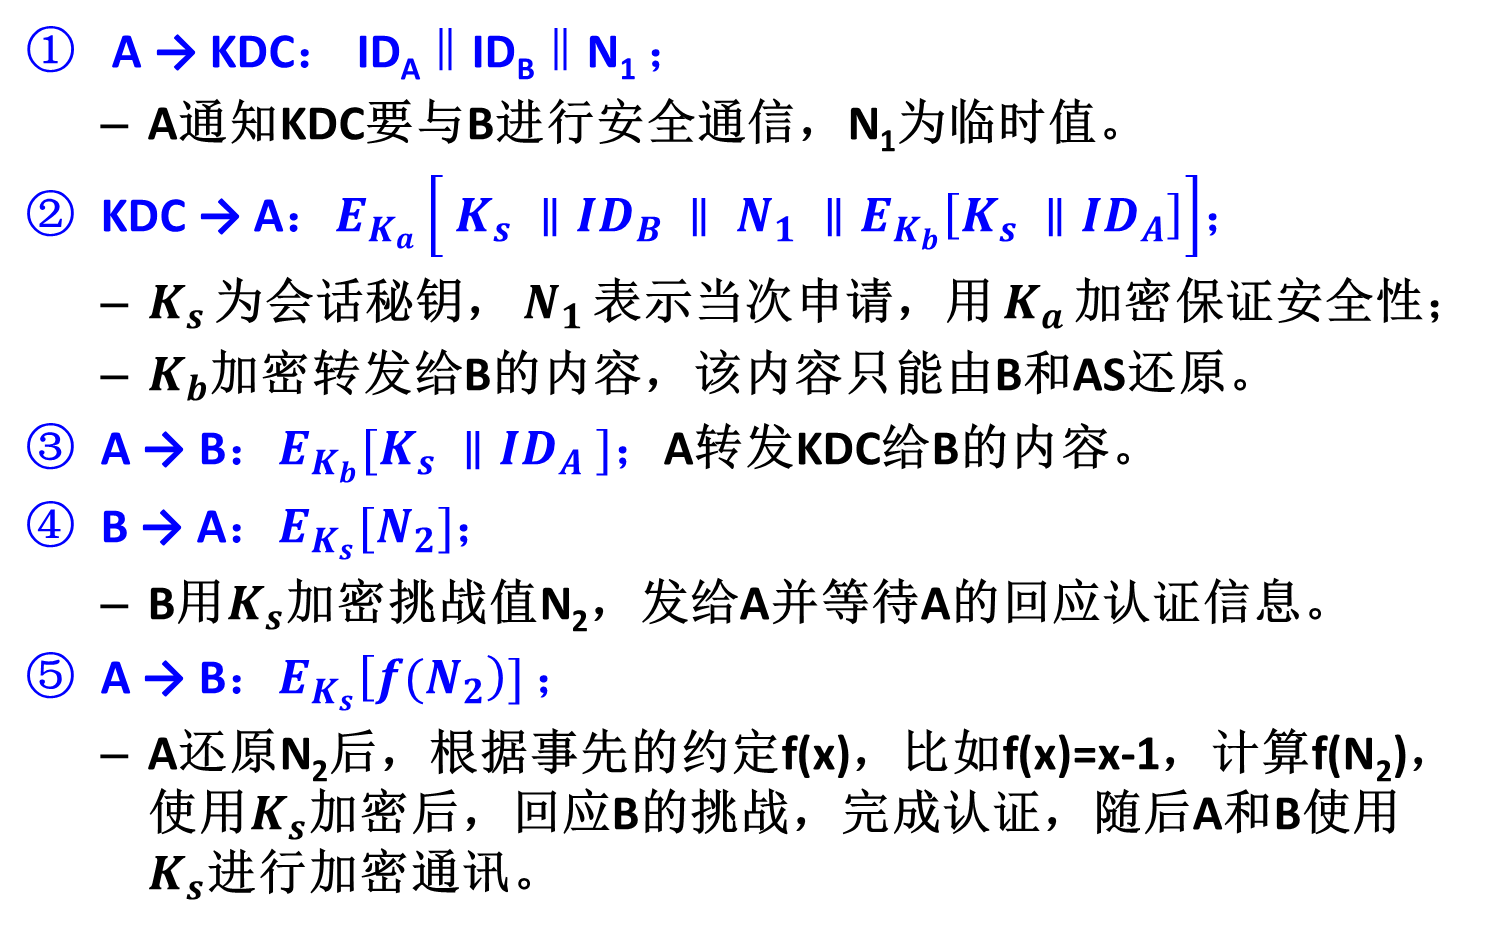 ① A → KDC： ID_A ‖ ID_B ‖ N_1；
– A通知KDC要与B进行安全通信，N_1为临时值。
② KDC → A： E_{K_a}[K_s ‖ ID_B ‖ N_1 ‖ E_{K_b}[K_s ‖ ID_A]]；
– K_s为会话秘钥， N_1表示当次申请，用K_a加密保证安全性；
– K_b加密转发给B的内容，该内容只能由B和AS还原。
③ A → B： E_{K_b}[K_s ‖ ID_A]；A转发KDC给B的内容。
④ B → A： E_{K_s}[N_2]；
– B用K_s加密挑战值N_2，发给A并等待A的回应认证信息。
⑤ A → B： E_{K_s}[f(N_2)]；
– A还原N_2后，根据事先的约定f(x)，比如f(x)=x-1，计算f(N_2)，
使用K_s加密后，回应B的挑战，完成认证，随后A和B使用
K_s进行加密通讯。